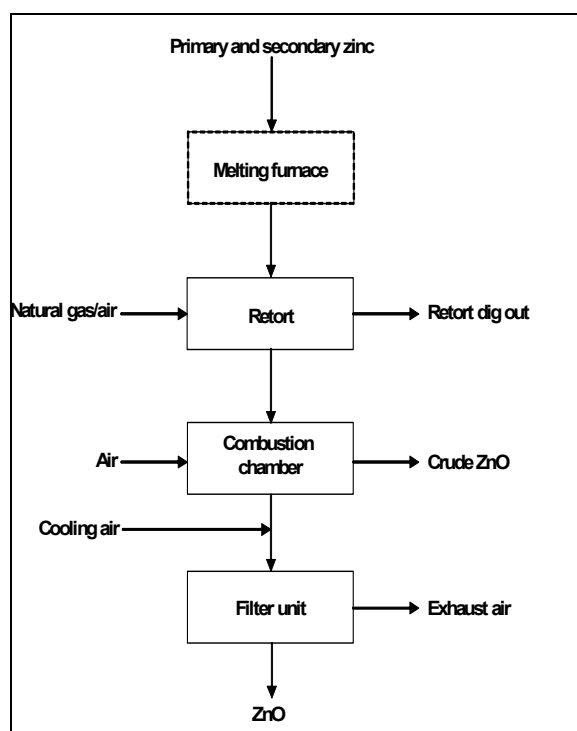 Primary and secondary zinc
Melting furnace
Natural gas/air
Retort
Retort dig out
Air
Combustion
chamber
Crude ZnO
Cooling air
Filter unit
Exhaust air
ZnO